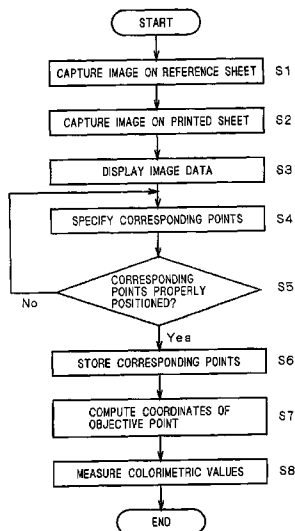 START
CAPTURE IMAGE ON REFERENCE SHEET S1
CAPTURE IMAGE ON PRINTED SHEET S2
DISPLAY IMAGE DATA S3
SPECIFY CORRESPONDING POINTS S4
CORRESPONDING
POINTS PROPERLY
POSITIONED? S5
No
Yes
STORE CORRESPONDING POINTS S6
COMPUTE COORDINATES OF
OBJECTIVE POINT S7
MEASURE COLORIMETRIC VALUES S8
END